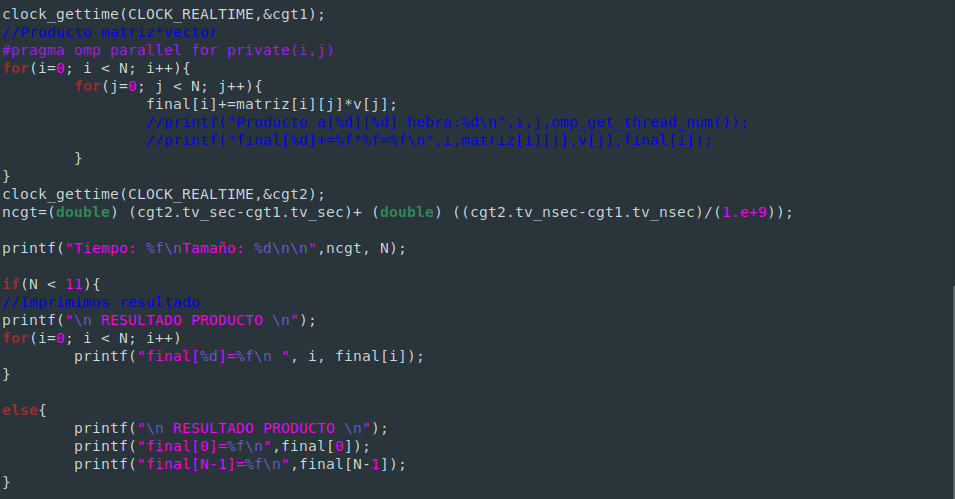 clock_gettime(CLOCK_REALTIME,&cgt1);
//Producto matriz*vector
#pragma omp parallel for private(i,j)
for(i=0; i < N; i++){
        for(j=0; j < N; j++){
                final[i]+=matriz[i][j]*v[j];
                //printf("Producto a[%d][%d] hebra:%d\n",i,j,omp_get_thread_num());
                //printf("final[%d]+=%f*%f=%f\n",i,matriz[i][j],v[j],final[i]);
        }
}
clock_gettime(CLOCK_REALTIME,&cgt2);
ncgt=(double) (cgt2.tv_sec-cgt1.tv_sec)+ (double) ((cgt2.tv_nsec-cgt1.tv_nsec)/(1.e+9));

printf("Tiempo: %f\nTamaño: %d\n\n",ncgt, N);

if(N < 11){
//Imprimimos resultado
printf("\n RESULTADO PRODUCTO \n");
for(i=0; i < N; i++)
        printf("final[%d]=%f\n ", i, final[i]);
}

else{
        printf("\n RESULTADO PRODUCTO \n");
        printf("final[0]=%f\n",final[0]);
        printf("final[N-1]=%f\n",final[N-1]);
}